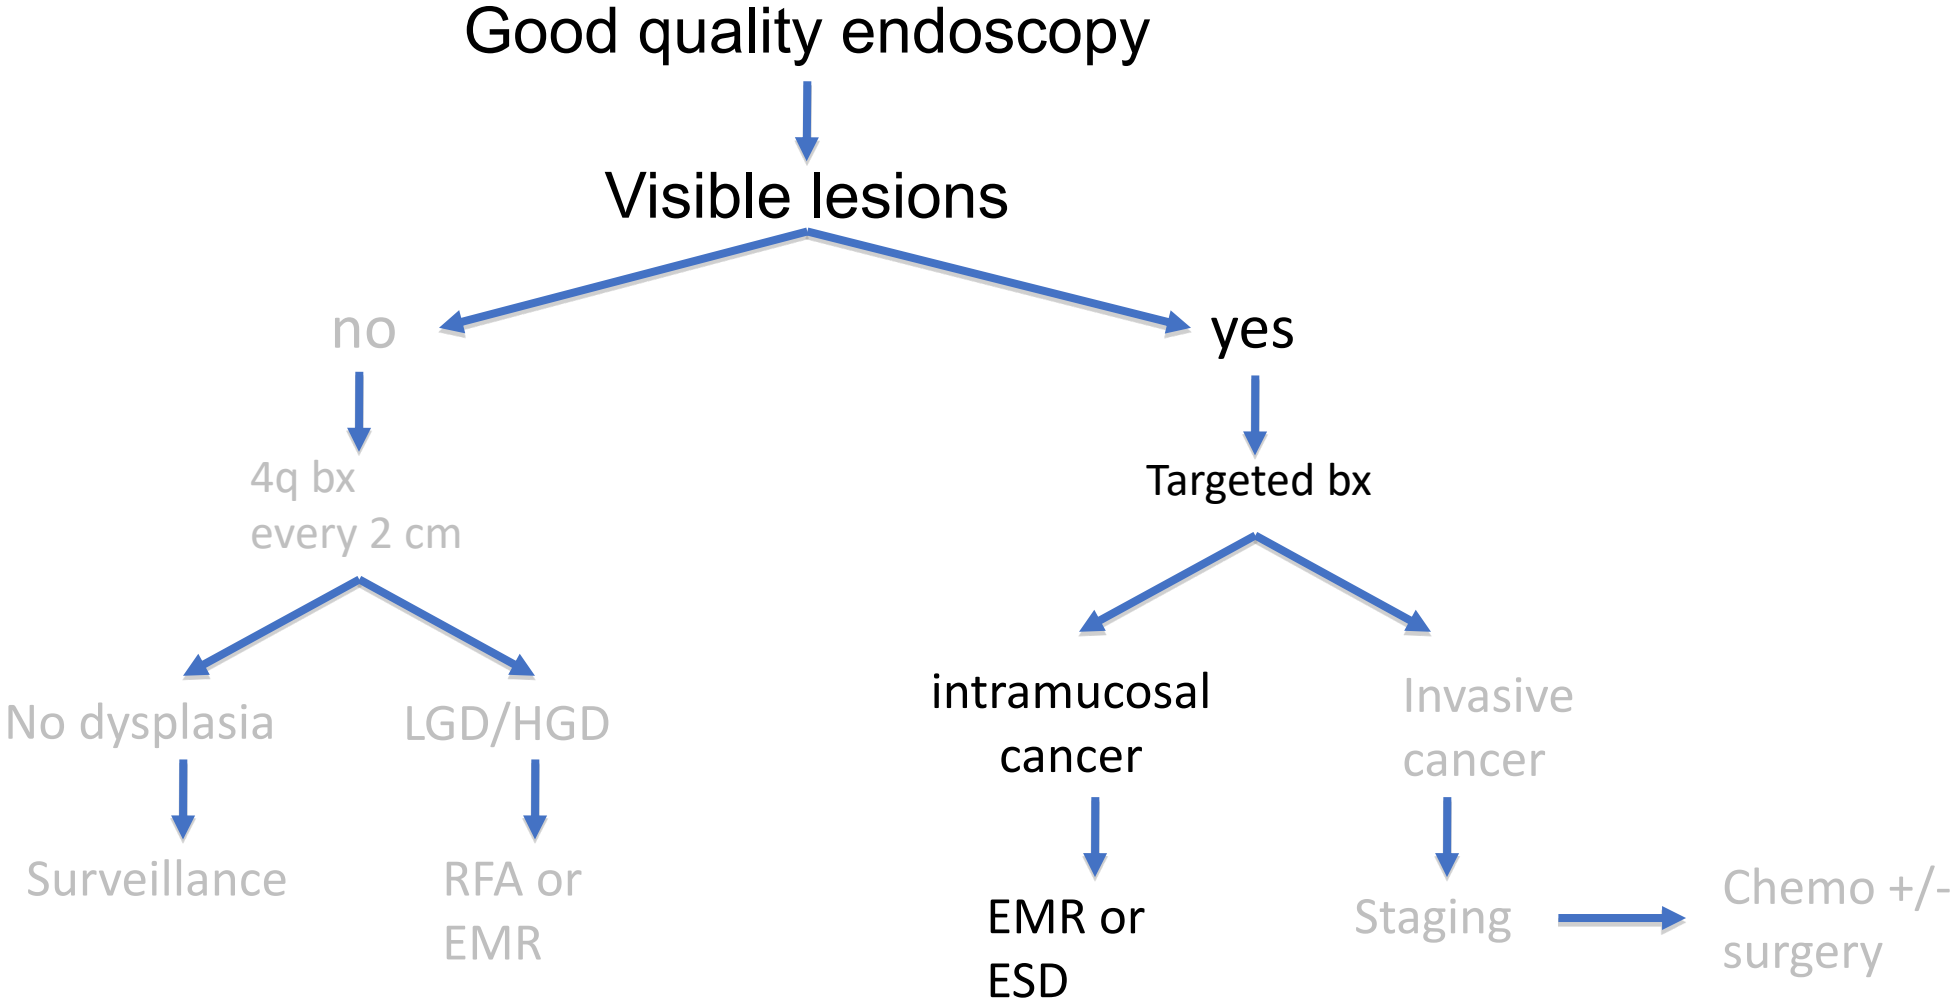 Good quality endoscopy
Visible lesions
no
yes
4q bx
every 2 cm
Targeted bx
No dysplasia
LGD/HGD
intramucosal
cancer
Invasive
cancer
Surveillance
RFA or
EMR
EMR or
ESD
Staging
Chemo +/-
surgery